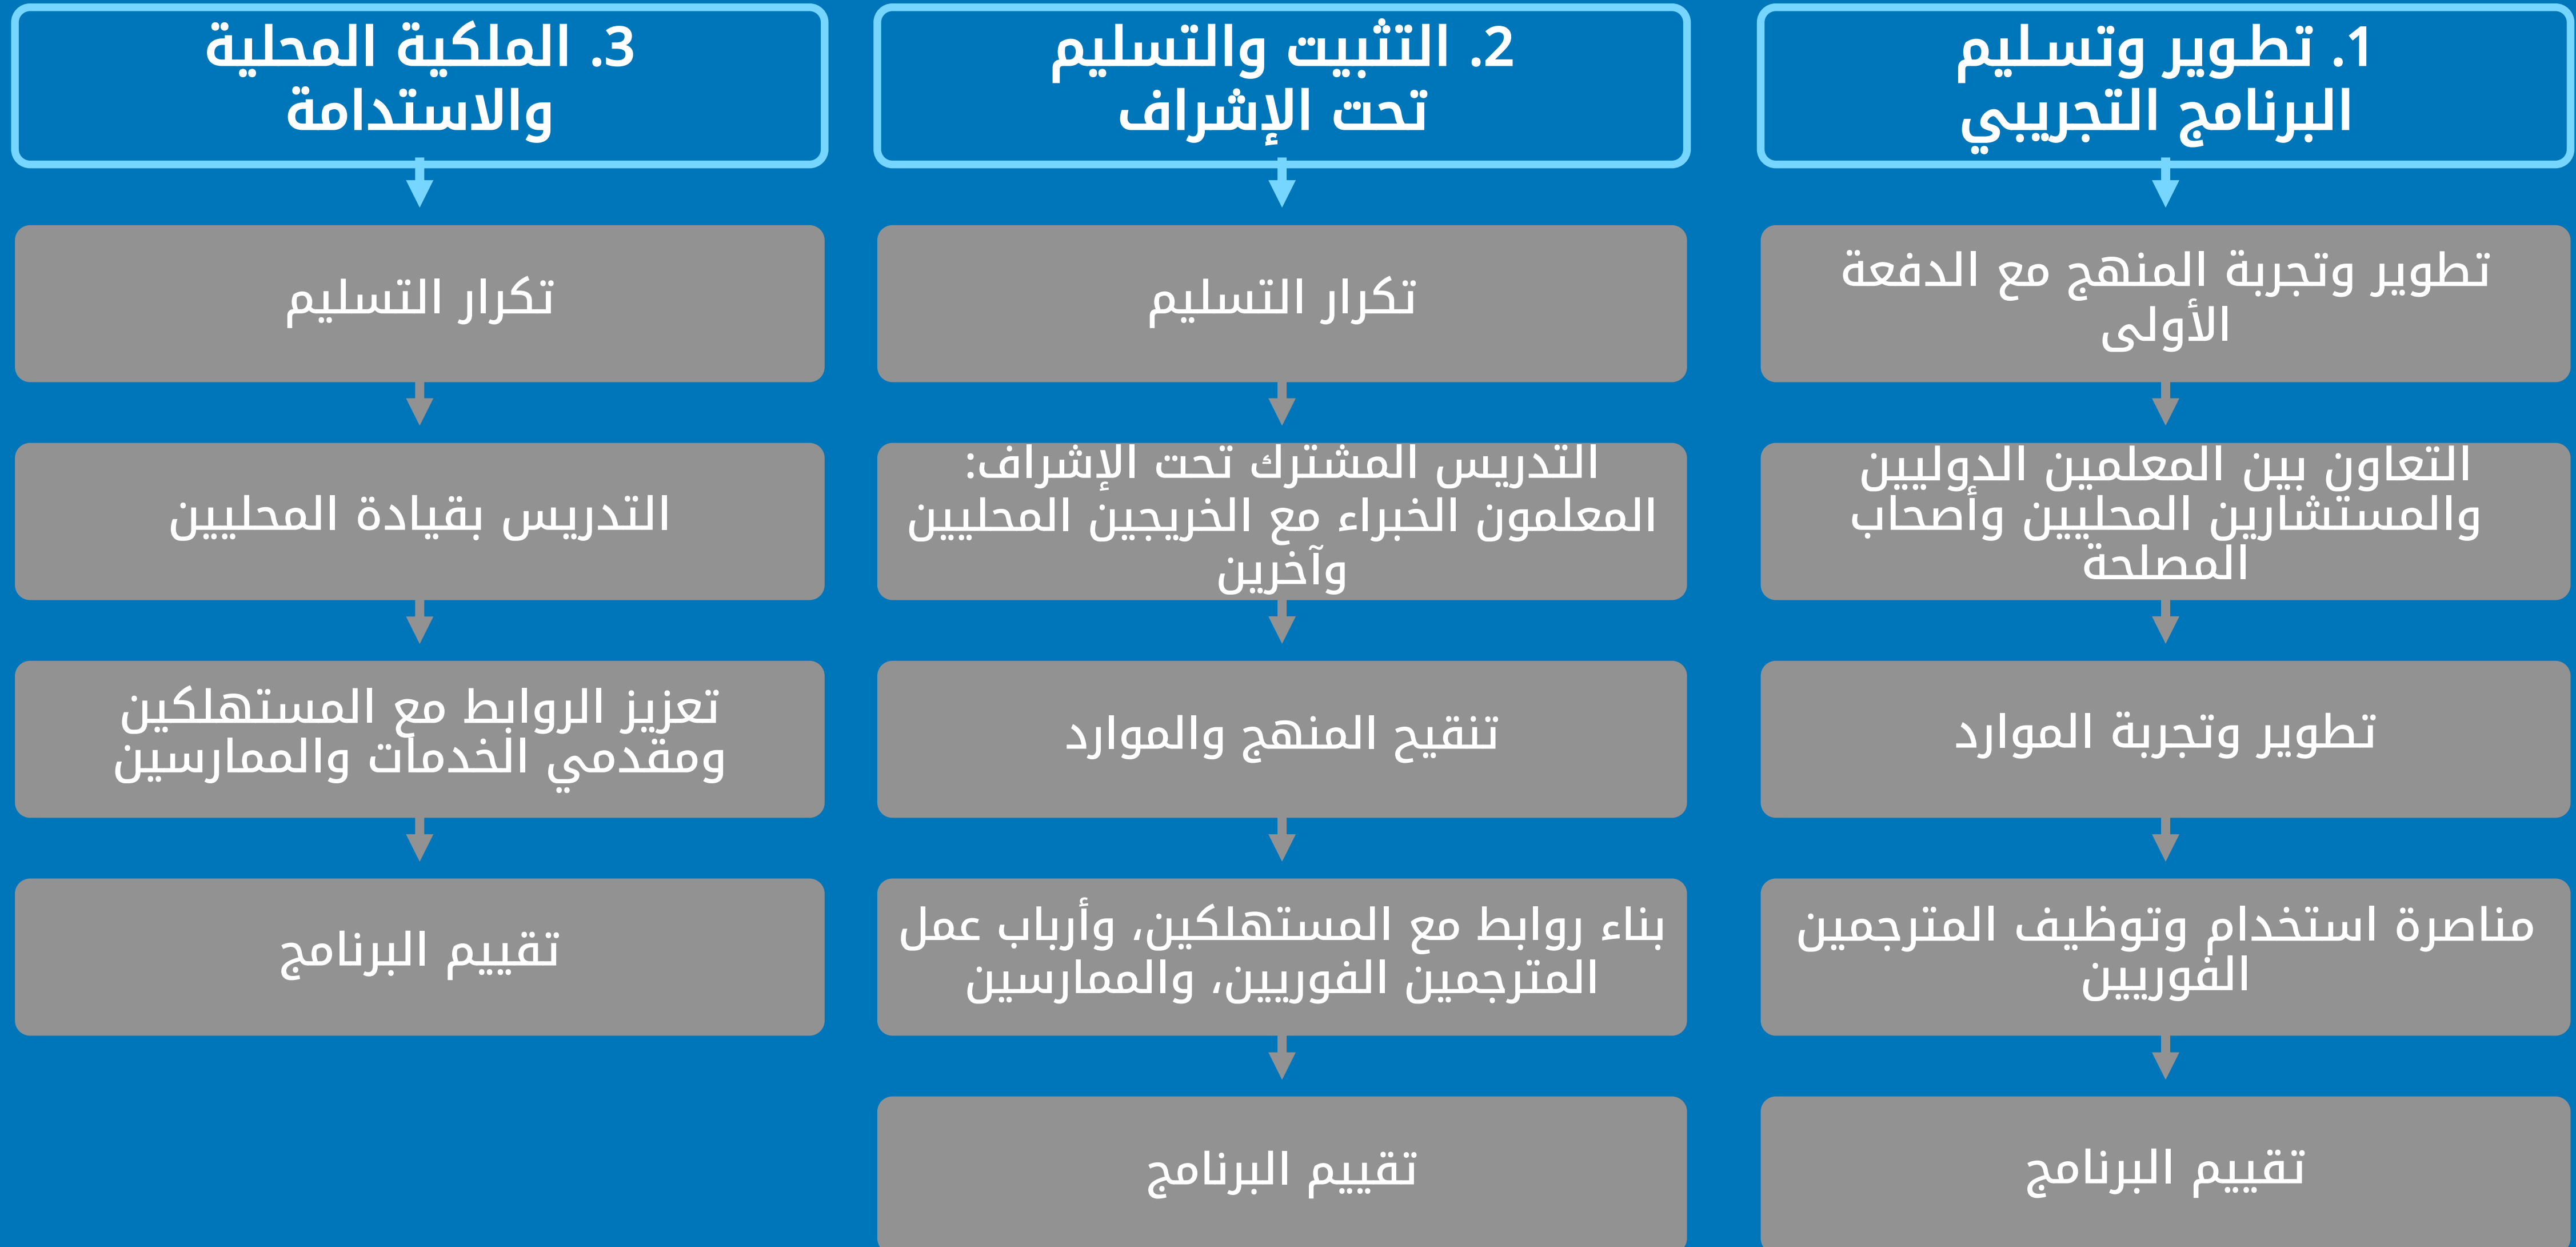 1. تطوير وتسليم
البرنامج التجريبي
تطوير وتجربة المنهج مع الدفعة
الأولى
التعاون بين المعلمين الدوليين
والمستشارين المحليين وأصحاب
المصلحة
تطوير وتجربة الموارد
مناصرة استخدام وتوظيف المترجمين
الفوريين
تقييم البرنامج
2. التثبيت والتسليم
تحت الإشراف
تكرار التسليم
التدريس المشترك تحت الإشراف:
المعلمون الخبراء مع الخريجين المحليين
وآخرين
تنقيح المنهج والموارد
بناء روابط مع المستهلكين، وأرباب عمل
المترجمين الفوريين، والممارسين
تقييم البرنامج
3. الملكية المحلية
والاستدامة
تكرار التسليم
التدريس بقيادة المحليين
تعزيز الروابط مع المستهلكين
ومقدمي الخدمات والممارسين
تقييم البرنامج